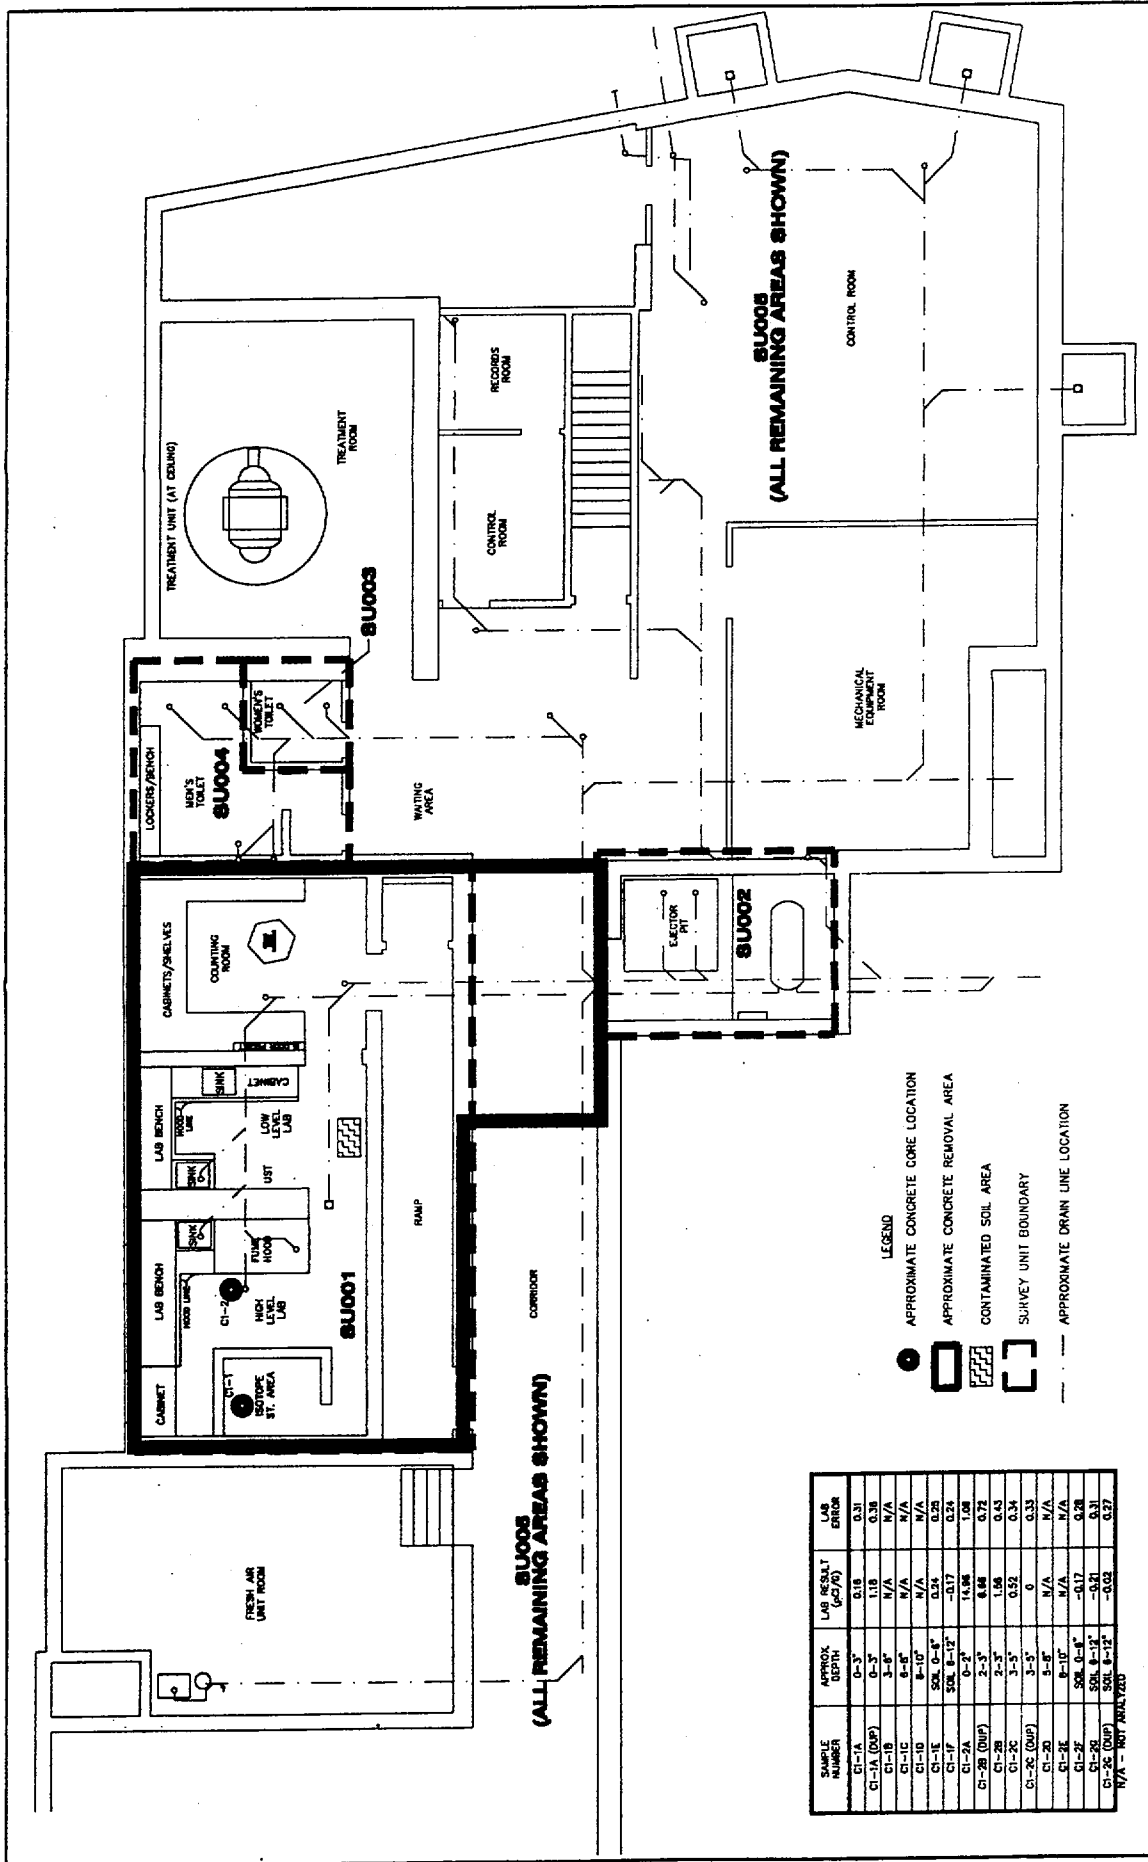 TREATMENT UNIT (AT CEILING)
TREATMENT
ROOM
RECORDS
ROOM
CONTROL
ROOM
SU005
(ALL REMAINING AREAS SHOWN)
CONTROL ROOM
SU003
LOCKERS/BENCH
MEN'S
TOILET
SU004
WOMEN'S
TOILET
WAITING
AREA
MECHANICAL
EQUIPMENT
ROOM
CABINETS/SHELVES
COUNTING
ROOM
EJECTOR
PIT
SU002
LAB BENCH
HOOD
LINE
SINK
CABINET
SINK
LOW
LEVEL
LAB
UST
LAB BENCH
HOOD LINE
SINK
FUME
HOOD
C1-2
HIGH
LEVEL
LAB
SU001
CABINET
C1-1
ISOTOPE
ST. AREA
RAMP
CORRIDOR
FRESH AIR
UNIT ROOM
SU005
(ALL REMAINING AREAS SHOWN)
LEGEND
APPROXIMATE CONCRETE CORE LOCATION
APPROXIMATE CONCRETE REMOVAL AREA
CONTAMINATED SOIL AREA
SURVEY UNIT BOUNDARY
APPROXIMATE DRAIN LINE LOCATION
SAMPLE NUMBER APPROX. DEPTH LAB RESULT (pCi/G) LAB ERROR
C1-1A 0-3" 0.16 0.31
C1-1A (DUP) 0-3" 1.18 0.38
C1-1B 3-6" N/A N/A
C1-1C 6-8" N/A N/A
C1-1D 8-10" N/A N/A
C1-1E SOIL 0-6" 0.24 0.25
C1-1F SOIL 6-12" -0.17 0.24
C1-2A 0-2" 14.96 1.08
C1-2B (DUP) 2-3" 0.72
C1-2B 2-3" 1.56 0.43
C1-2C 3-5" 0.52 0.34
C1-2C (DUP) 3-5" 0 0.33
C1-2D 5-8" N/A N/A
C1-2E 8-10" N/A N/A
C1-2F SOIL 0-6" -0.17 0.28
C1-2G SOIL 6-12" -0.21 0.31
C1-2G (DUP) SOIL 6-12" -0.02 0.27
N/A - NOT ANALYZED